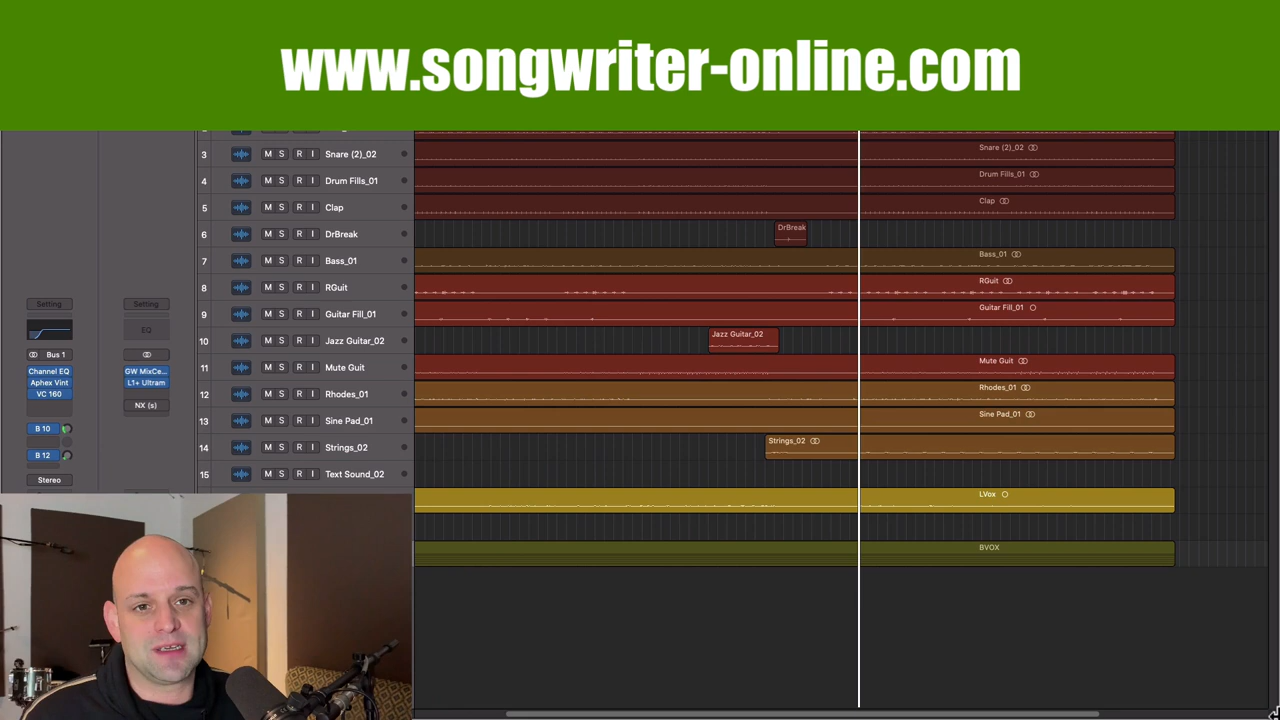 www.songwriter-online.com
3 M S R I Snare (2)_02 Snare (2)_02
4 M S R I Drum Fills_01 Drum Fills_01
5 M S R I Clap Clap
6 M S R I DrBreak DrBreak
7 M S R I Bass_01 Bass_01
8 M S R I RGuit RGuit
9 M S R I Guitar Fill_01 Guitar Fill_01
10 M S R I Jazz Guitar_02 Jazz Guitar_02
11 M S R I Mute Guit Mute Guit
12 M S R I Rhodes_01 Rhodes_01
13 M S R I Sine Pad_01 Sine Pad_01
14 M S R I Strings_02 Strings_02
15 M S R I Text Sound_02
LVox
BVOX
Setting Setting
EQ
Bus 1
Channel EQ GW MixCe...
Aphex Vint L1+ Ultram
VC 160
NX (s)
B 10
B 12
Stereo